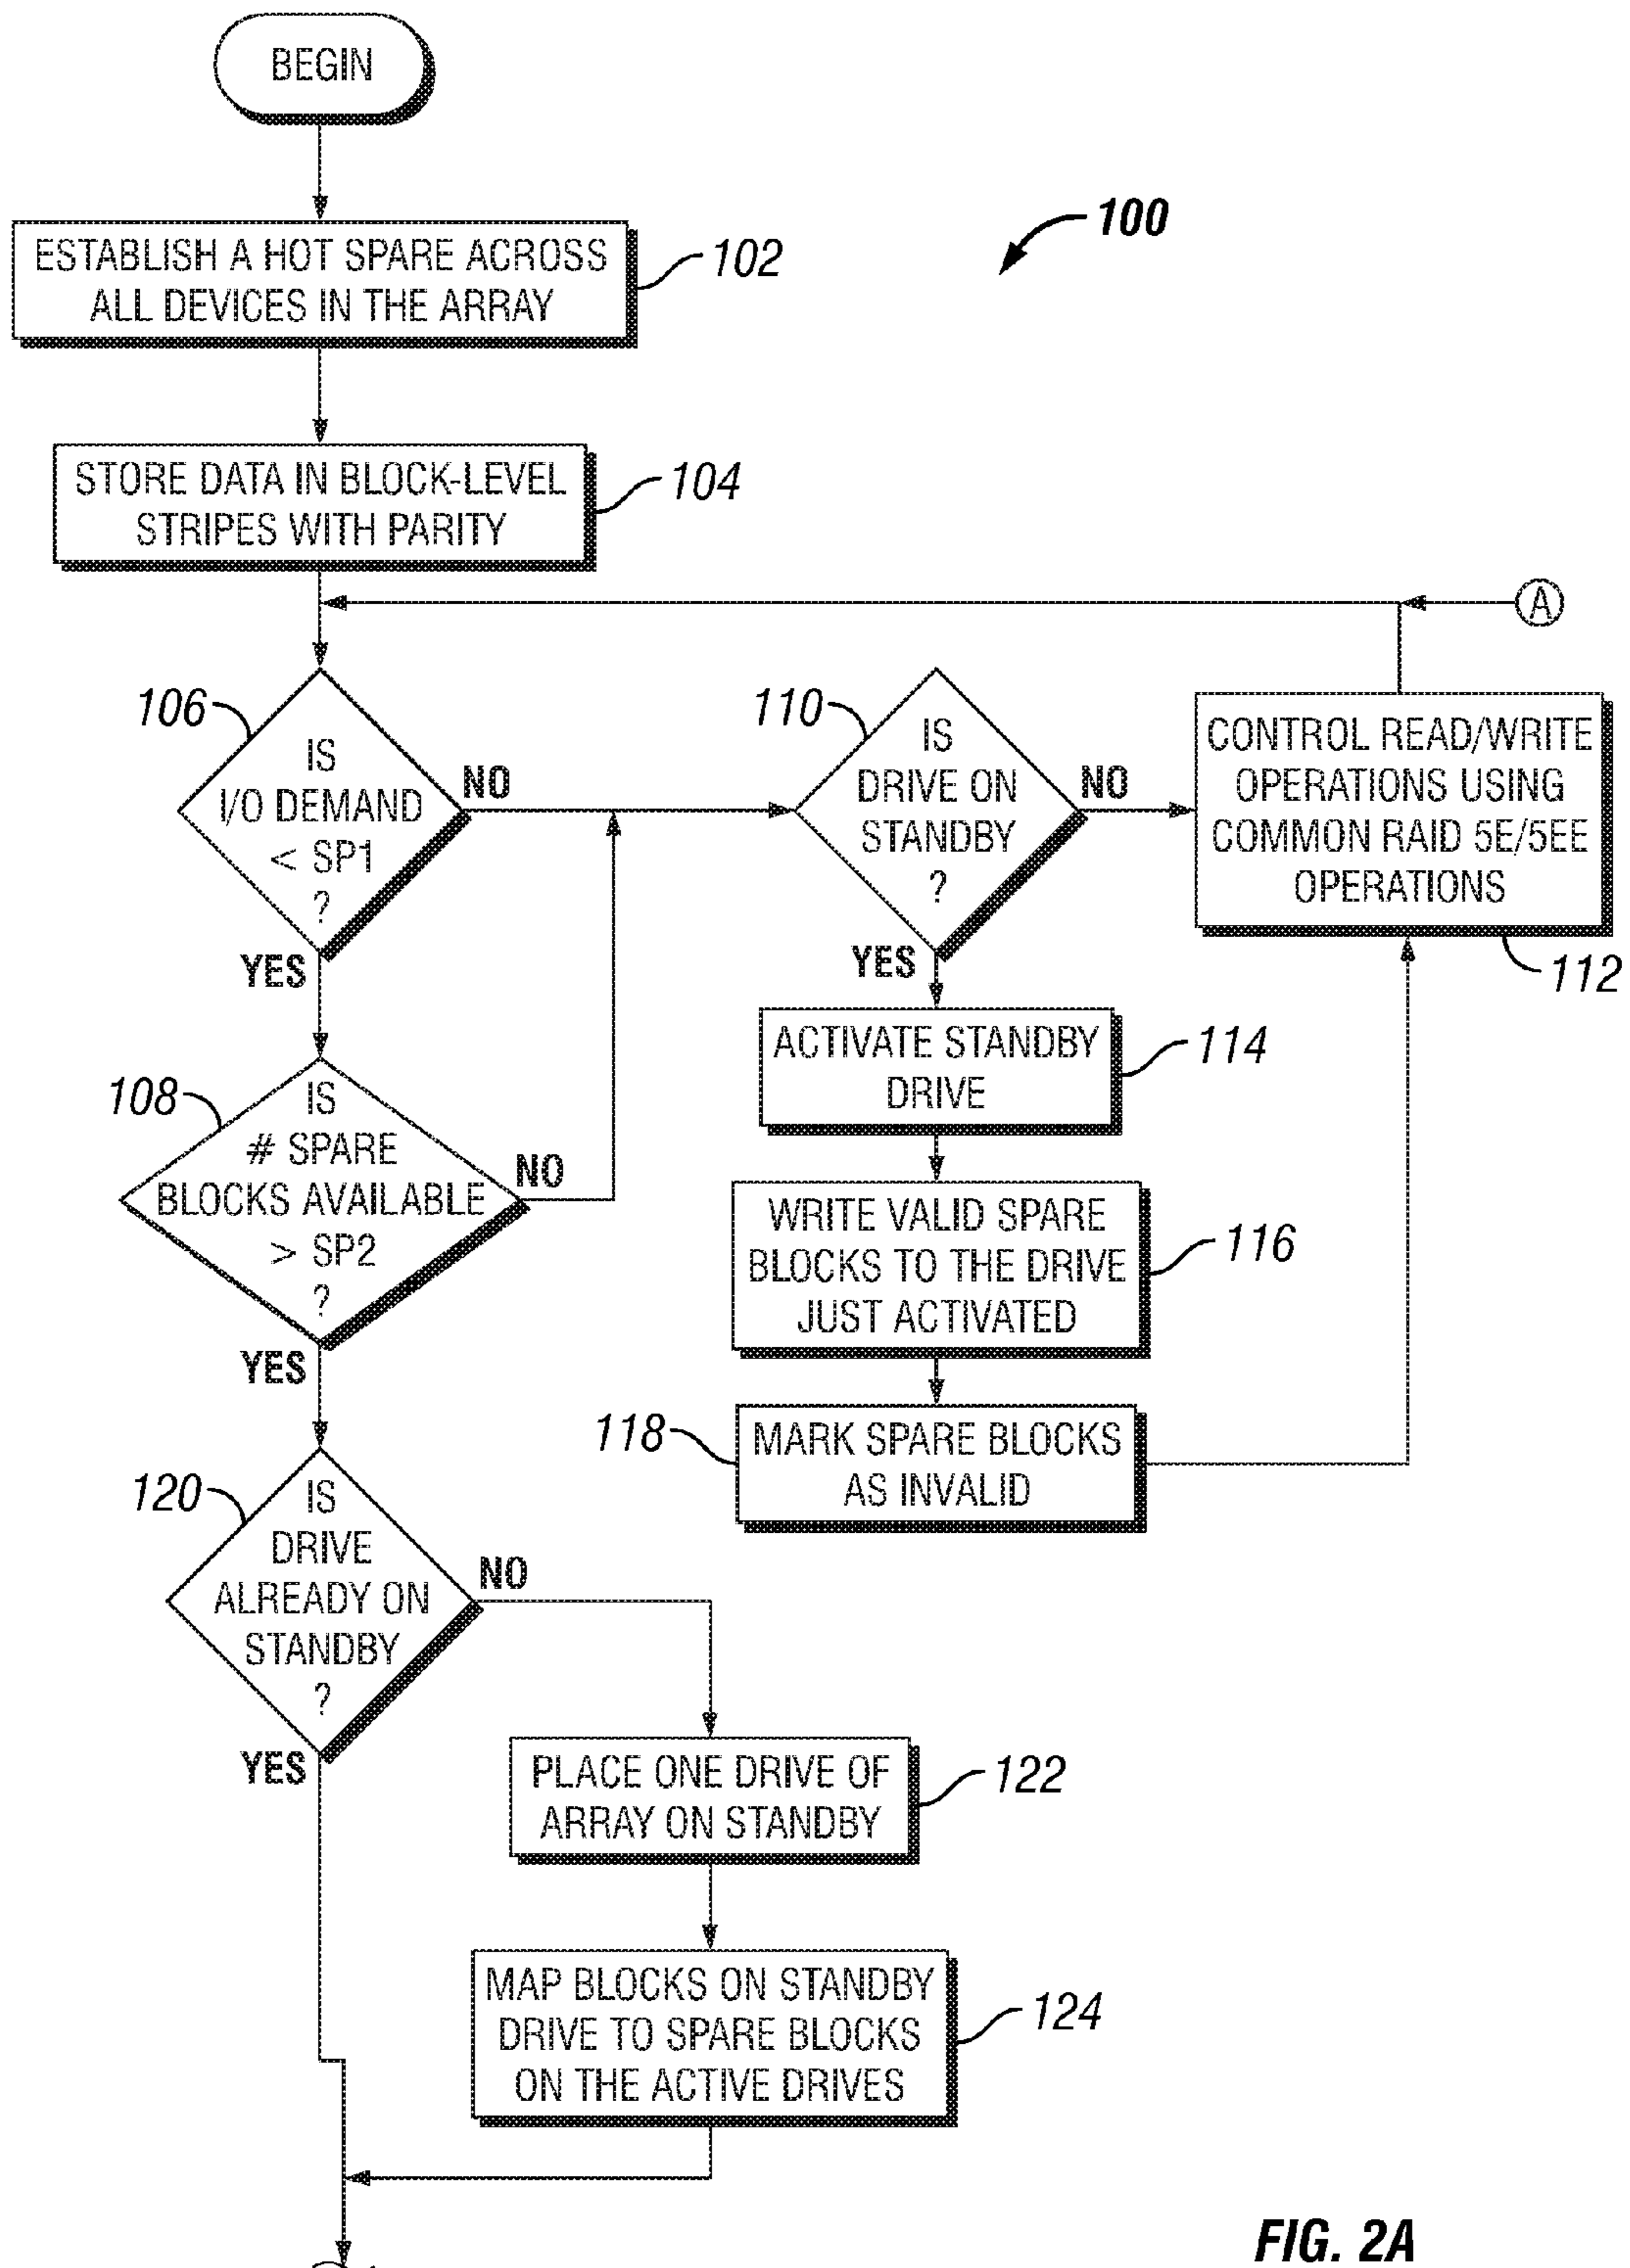 BEGIN
100
ESTABLISH A HOT SPARE ACROSS
ALL DEVICES IN THE ARRAY
102
STORE DATA IN BLOCK-LEVEL
STRIPES WITH PARITY
104
A
106
IS
I/O DEMAND
< SP1
?
NO
YES
110
IS
DRIVE ON
STANDBY
?
NO
YES
CONTROL READ/WRITE
OPERATIONS USING
COMMON RAID 5E/5EE
OPERATIONS
112
ACTIVATE STANDBY
DRIVE
114
108
IS
# SPARE
BLOCKS AVAILABLE
> SP2
?
NO
YES
WRITE VALID SPARE
BLOCKS TO THE DRIVE
JUST ACTIVATED
116
118
MARK SPARE BLOCKS
AS INVALID
120
IS
DRIVE
ALREADY ON
STANDBY
?
NO
YES
PLACE ONE DRIVE OF
ARRAY ON STANDBY
122
MAP BLOCKS ON STANDBY
DRIVE TO SPARE BLOCKS
ON THE ACTIVE DRIVES
124
FIG. 2A